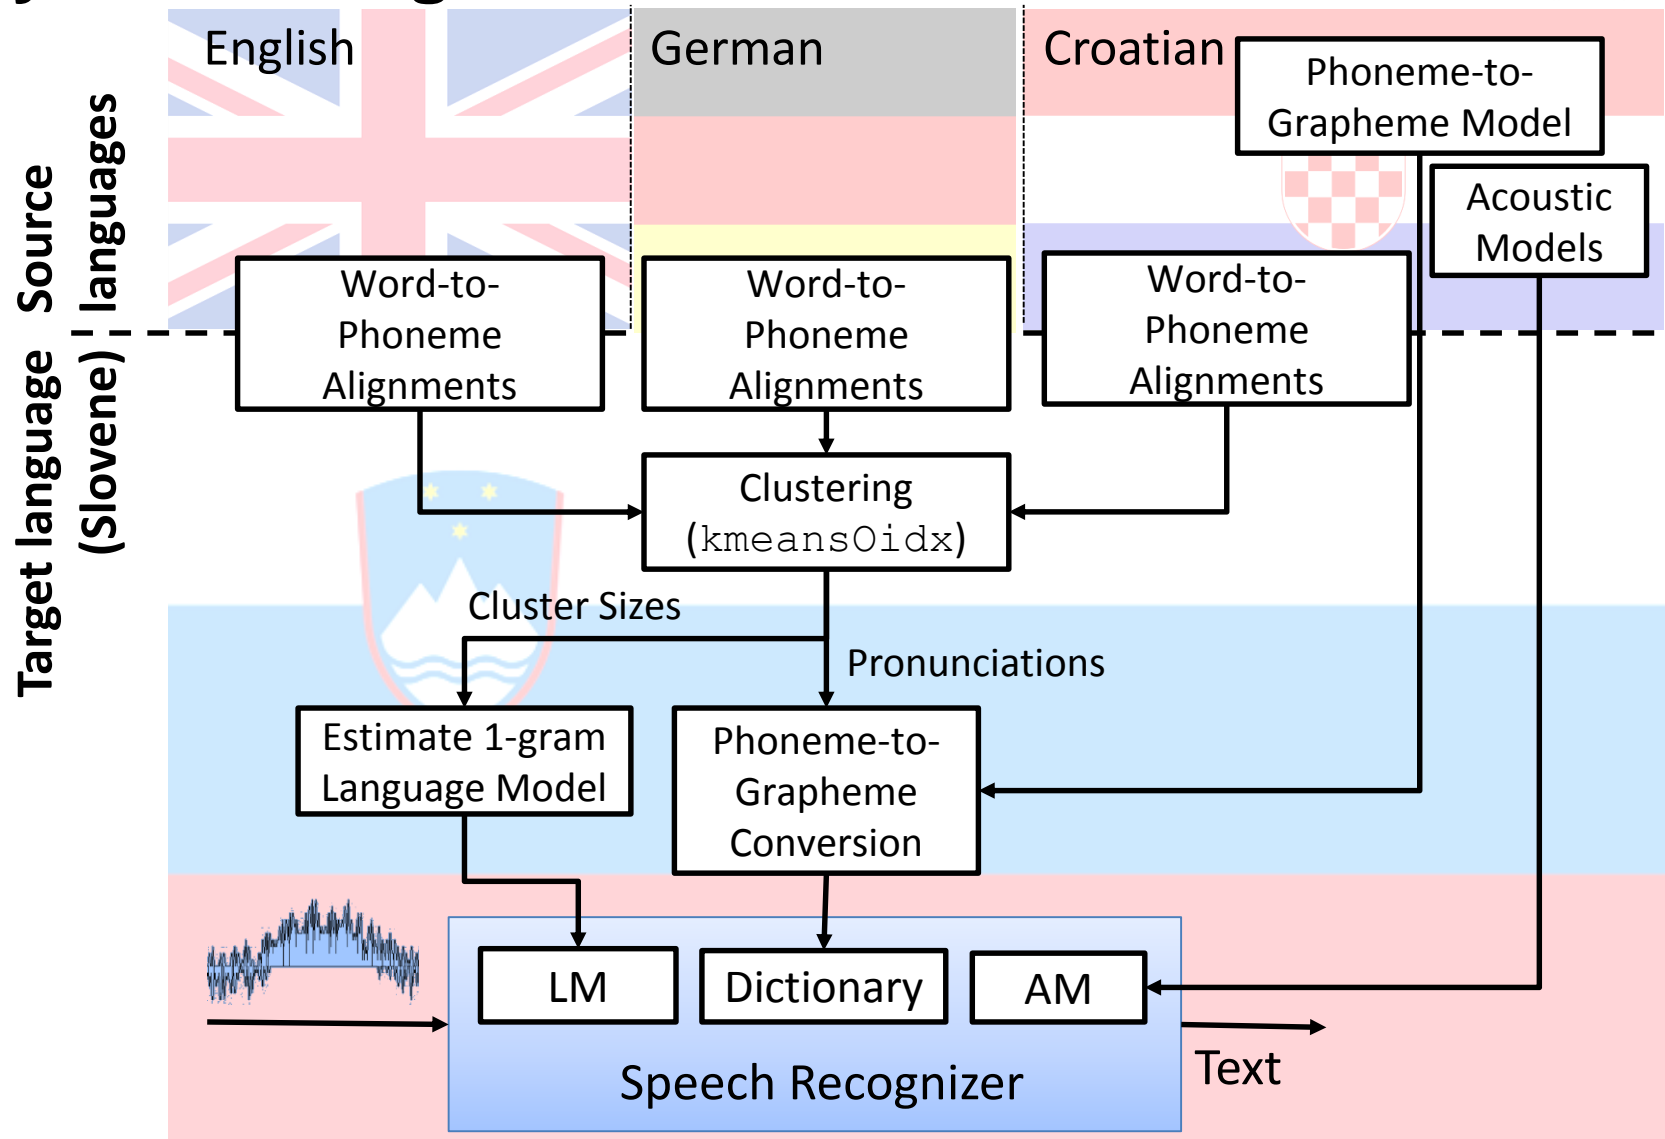 English
German
Croatian
Phoneme-to-
Grapheme Model
Acoustic
Models
Source
languages
Word-to-
Phoneme
Alignments
Word-to-
Phoneme
Alignments
Word-to-
Phoneme
Alignments
Target language
(Slovene)
Clustering
(kmeansOidx)
Cluster Sizes
Pronunciations
Estimate 1-gram
Language Model
Phoneme-to-
Grapheme
Conversion
LM
Dictionary
AM
Speech Recognizer
Text